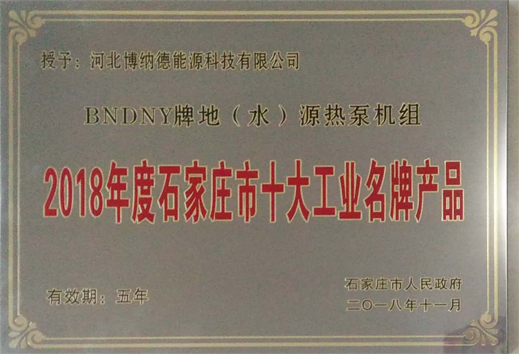 授予：河北博纳德能源科技有限公司
BNDNY牌地（水）源热泵机组
2018年度石家庄市十大工业名牌产品
石家庄市人民政府
有效期：五年
二〇一八年十一月